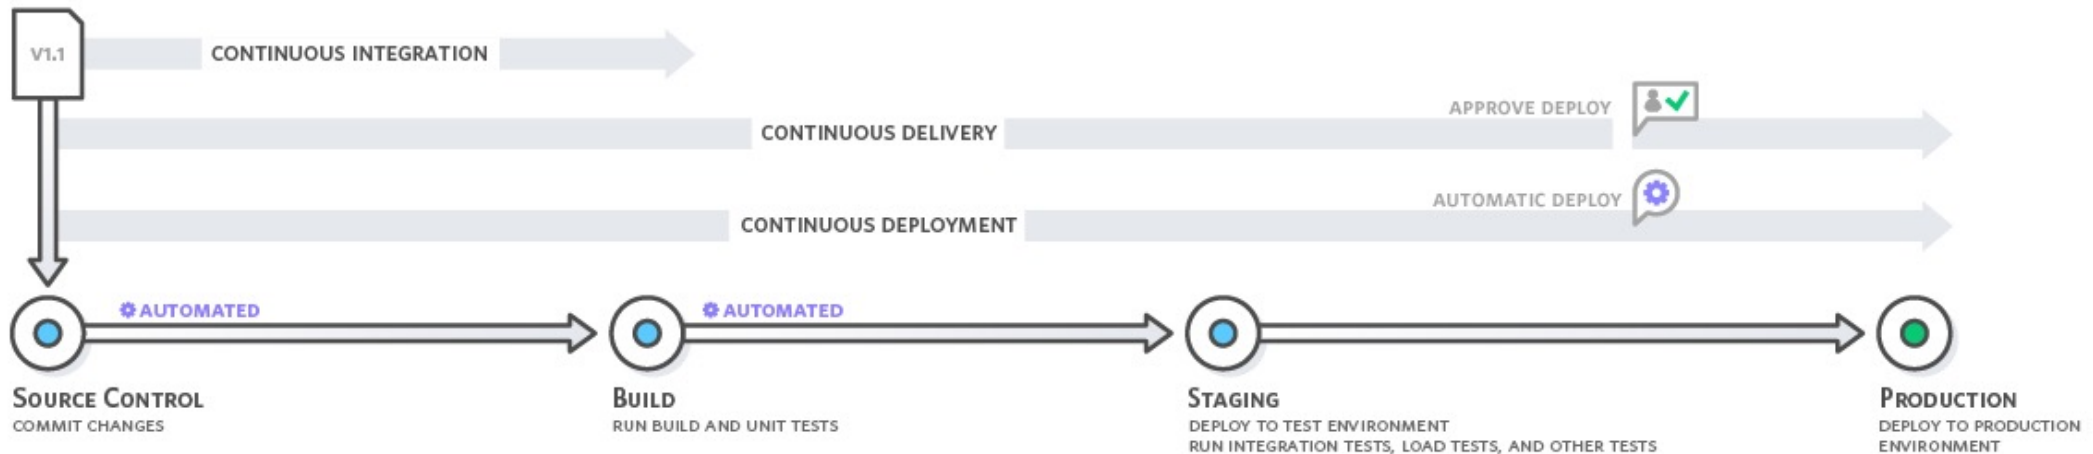 V1.1
CONTINUOUS INTEGRATION
APPROVE DEPLOY
CONTINUOUS DELIVERY
AUTOMATIC DEPLOY
CONTINUOUS DEPLOYMENT
AUTOMATED
AUTOMATED
SOURCE CONTROL
COMMIT CHANGES
BUILD
RUN BUILD AND UNIT TESTS
STAGING
DEPLOY TO TEST ENVIRONMENT
RUN INTEGRATION TESTS, LOAD TESTS, AND OTHER TESTS
PRODUCTION
DEPLOY TO PRODUCTION
ENVIRONMENT